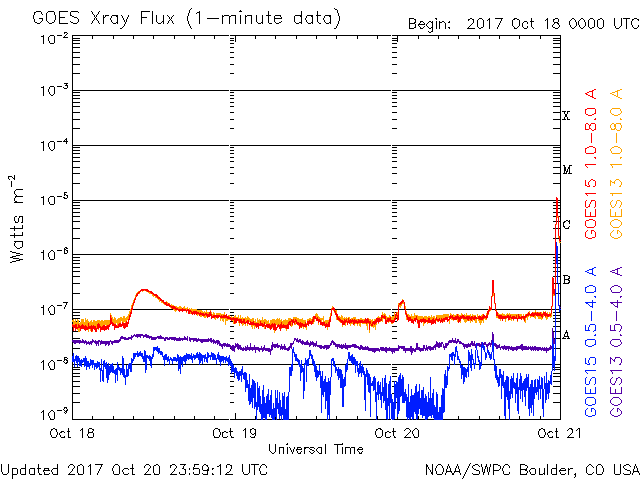 GOES Xray Flux (1-minute data)
Begin: 2017 Oct 18 0000 UTC
10-2
10-3
10-4
10-5
10-6
10-7
10-8
10-9
Watts m-2
X
M
C
B
A
GOES15 1.0-8.0 A
GOES13 1.0-8.0 A
GOES15 0.5-4.0 A
GOES13 0.5-4.0 A
Oct 18 Oct 19 Oct 20 Oct 21
Universal Time
Updated 2017 Oct 20 23:59:12 UTC
NOAA/SWPC Boulder, CO USA